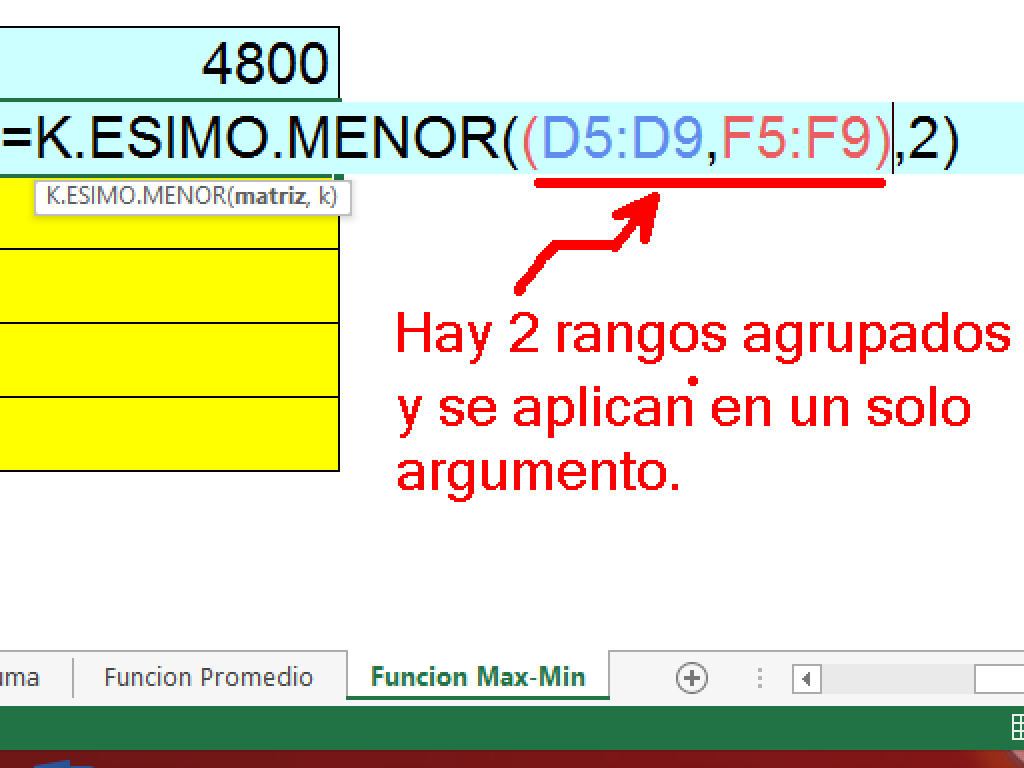 4800
=K.ESIMO.MENOR((D5:D9,F5:F9),2)
K.ESIMO.MENOR(matriz, k)
Hay 2 rangos agrupados
y se aplican en un solo
argumento.
uma Funcion Promedio Funcion Max-Min